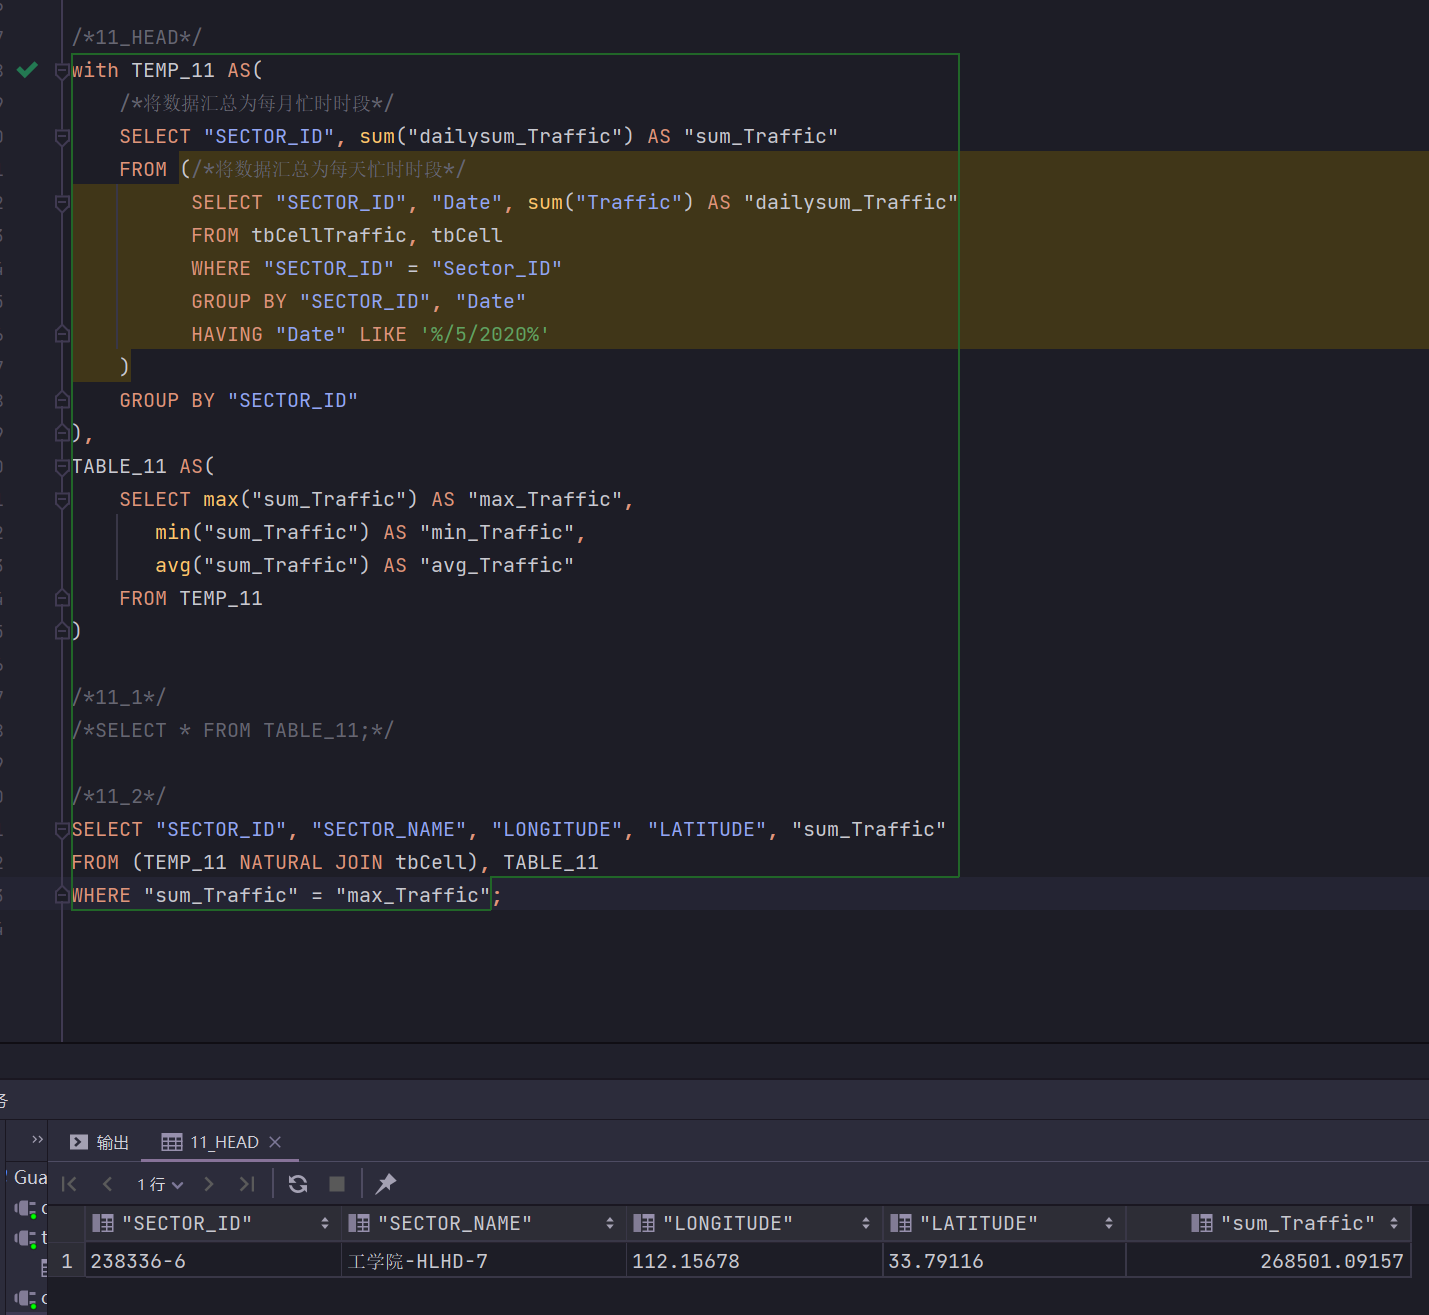 /*11_HEAD*/
with TEMP_11 AS(
/*将数据汇总为每月忙时时段*/
SELECT "SECTOR_ID", sum("dailysum_Traffic") AS "sum_Traffic"
FROM (/*将数据汇总为每天忙时时段*/
SELECT "SECTOR_ID", "Date", sum("Traffic") AS "dailysum_Traffic"
FROM tbCellTraffic, tbCell
WHERE "SECTOR_ID" = "Sector_ID"
GROUP BY "SECTOR_ID", "Date"
HAVING "Date" LIKE '%/5/2020%'
)
GROUP BY "SECTOR_ID"
),
TABLE_11 AS(
SELECT max("sum_Traffic") AS "max_Traffic",
min("sum_Traffic") AS "min_Traffic",
avg("sum_Traffic") AS "avg_Traffic"
FROM TEMP_11
)
/*11_1*/
/*SELECT * FROM TABLE_11;*/
/*11_2*/
SELECT "SECTOR_ID", "SECTOR_NAME", "LONGITUDE", "LATITUDE", "sum_Traffic"
FROM (TEMP_11 NATURAL JOIN tbCell), TABLE_11
WHERE "sum_Traffic" = "max_Traffic";
输出 11_HEAD
Gua
1 行
"SECTOR_ID" "SECTOR_NAME" "LONGITUDE" "LATITUDE" "sum_Traffic"
1 238336-6 工学院-HLHD-7 112.15678 33.79116 268501.09157